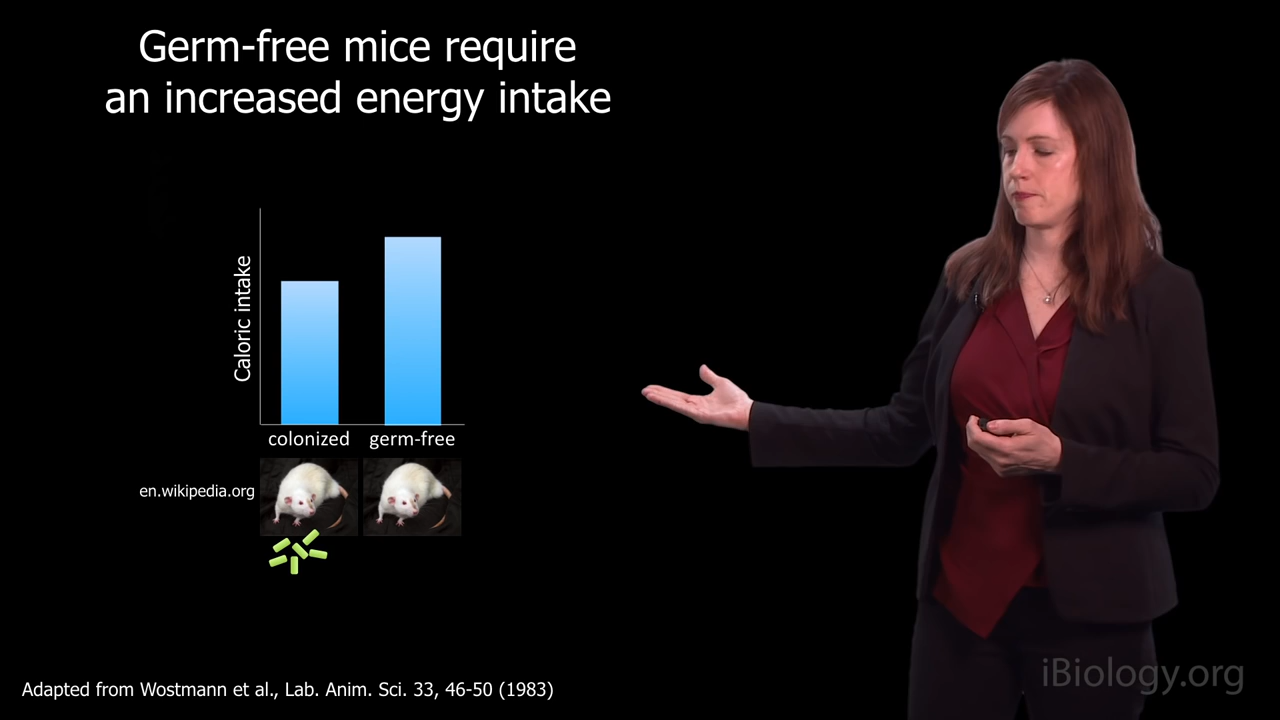 Germ-free mice require
an increased energy intake
Caloric intake
colonized
germ-free
en.wikipedia.org
Adapted from Wostmann et al., Lab. Anim. Sci. 33, 46-50 (1983)
iBiology.org